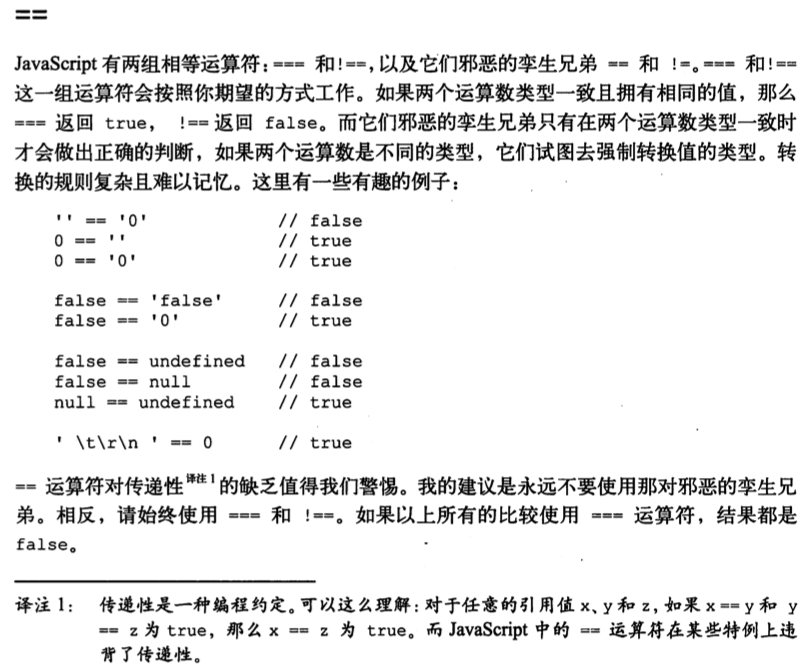 ==
JavaScript 有两组相等运算符：=== 和!==，以及它们邪恶的孪生兄弟 == 和 !=。=== 和!==
这一组运算符会按照你期望的方式工作。如果两个运算数类型一致且拥有相同的值，那么
=== 返回 true， !== 返回 false。而它们邪恶的孪生兄弟只有在两个运算数类型一致时
才会做出正确的判断，如果两个运算数是不同的类型，它们试图去强制转换值的类型。转
换的规则复杂且难以记忆。这里有一些有趣的例子：
'' == '0' // false
0 == '' // true
0 == '0' // true
false == 'false' // false
false == '0' // true
false == undefined // false
false == null // false
null == undefined // true
' \t\r\n ' == 0 // true
== 运算符对传递性译注1的缺乏值得我们警惕。我的建议是永远不要使用那对邪恶的孪生兄
弟。相反，请始终使用 === 和 !==。如果以上所有的比较使用 === 运算符，结果都是
false。
译注 1： 传递性是一种编程约定。可以这么理解：对于任意的引用值 x、y 和 z，如果 x == y 和 y
== z 为 true，那么 x == z 为 true。而 JavaScript 中的 == 运算符在某些特例上违
背了传递性。